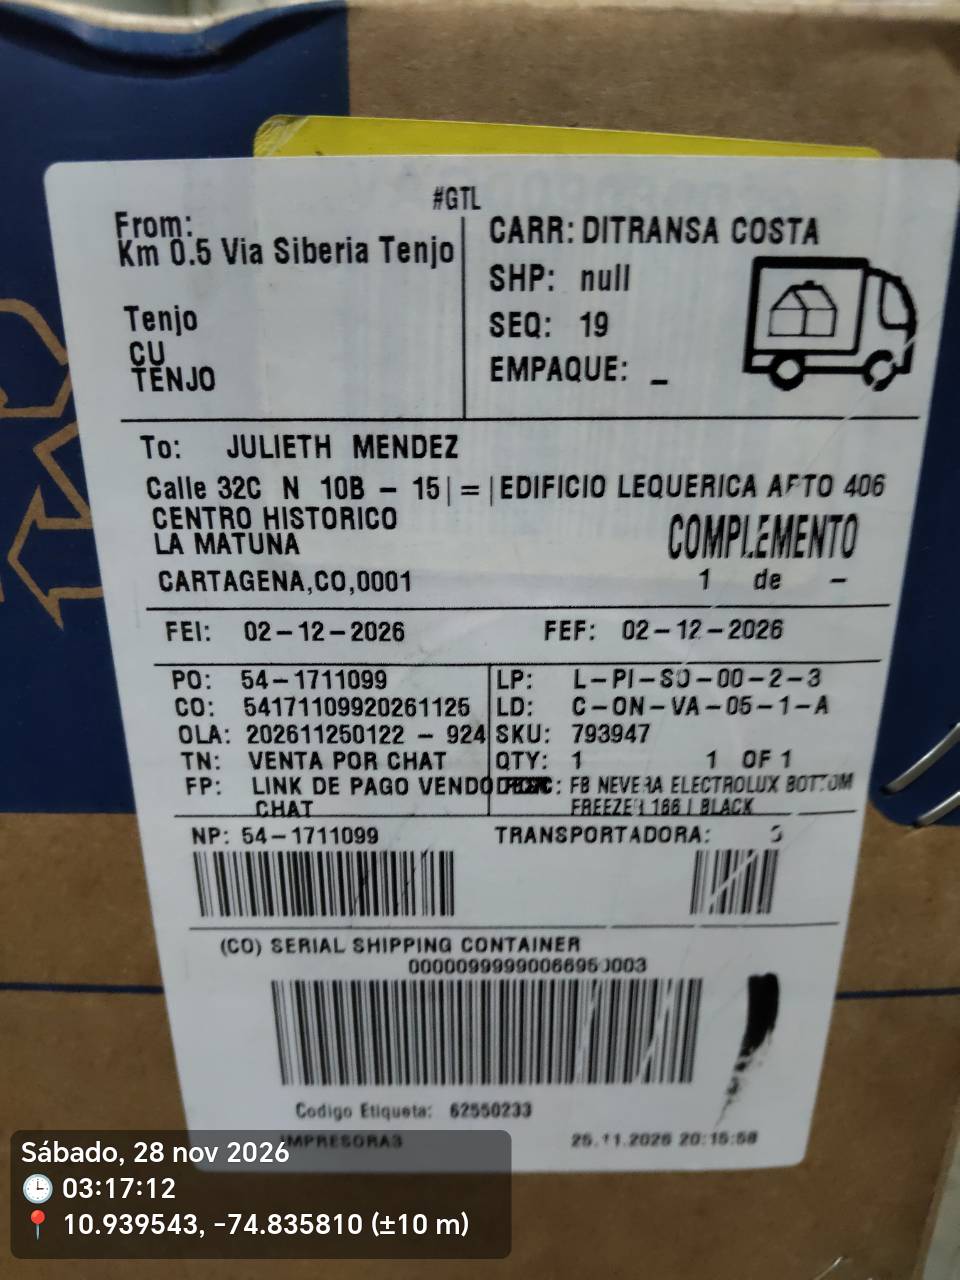 #GTL
From:
Km 0.5 Via Siberia Tenjo
Tenjo
CU
TENJO
CARR: DITRANSA COSTA
SHP: null
SEQ: 19
EMPAQUE: _
To: JULIETH MENDEZ
Calle 32C N 10B - 15| = |EDIFICIO LEQUERICA APTO 406
CENTRO HISTORICO
LA MATUNA
COMPLEMENTO
CARTAGENA,CO,0001
1 de -
FEI: 02-12-2026 FEF: 02-12-2026
PO: 54-1711099
CO: 54171109920261125
OLA: 202611250122 - 924
TN: VENTA POR CHAT
FP: LINK DE PAGO VENDO
CHAT
LP: L-PI-SO-00-2-3
LD: C-ON-VA-05-1-A
SKU: 793947
QTY: 1 1 OF 1
: FB NEVERA ELECTROLUX BOTTOM
FREEZER 166 l BLACK
NP: 54-1711099 TRANSPORTADORA:
(CO) SERIAL SHIPPING CONTAINER
Codigo Etiqueta: 62550233
IMPRESORA3 25.11.2026 20:15:58
Sábado, 28 nov 2026
03:17:12
10.939543, -74.835810 (±10 m)